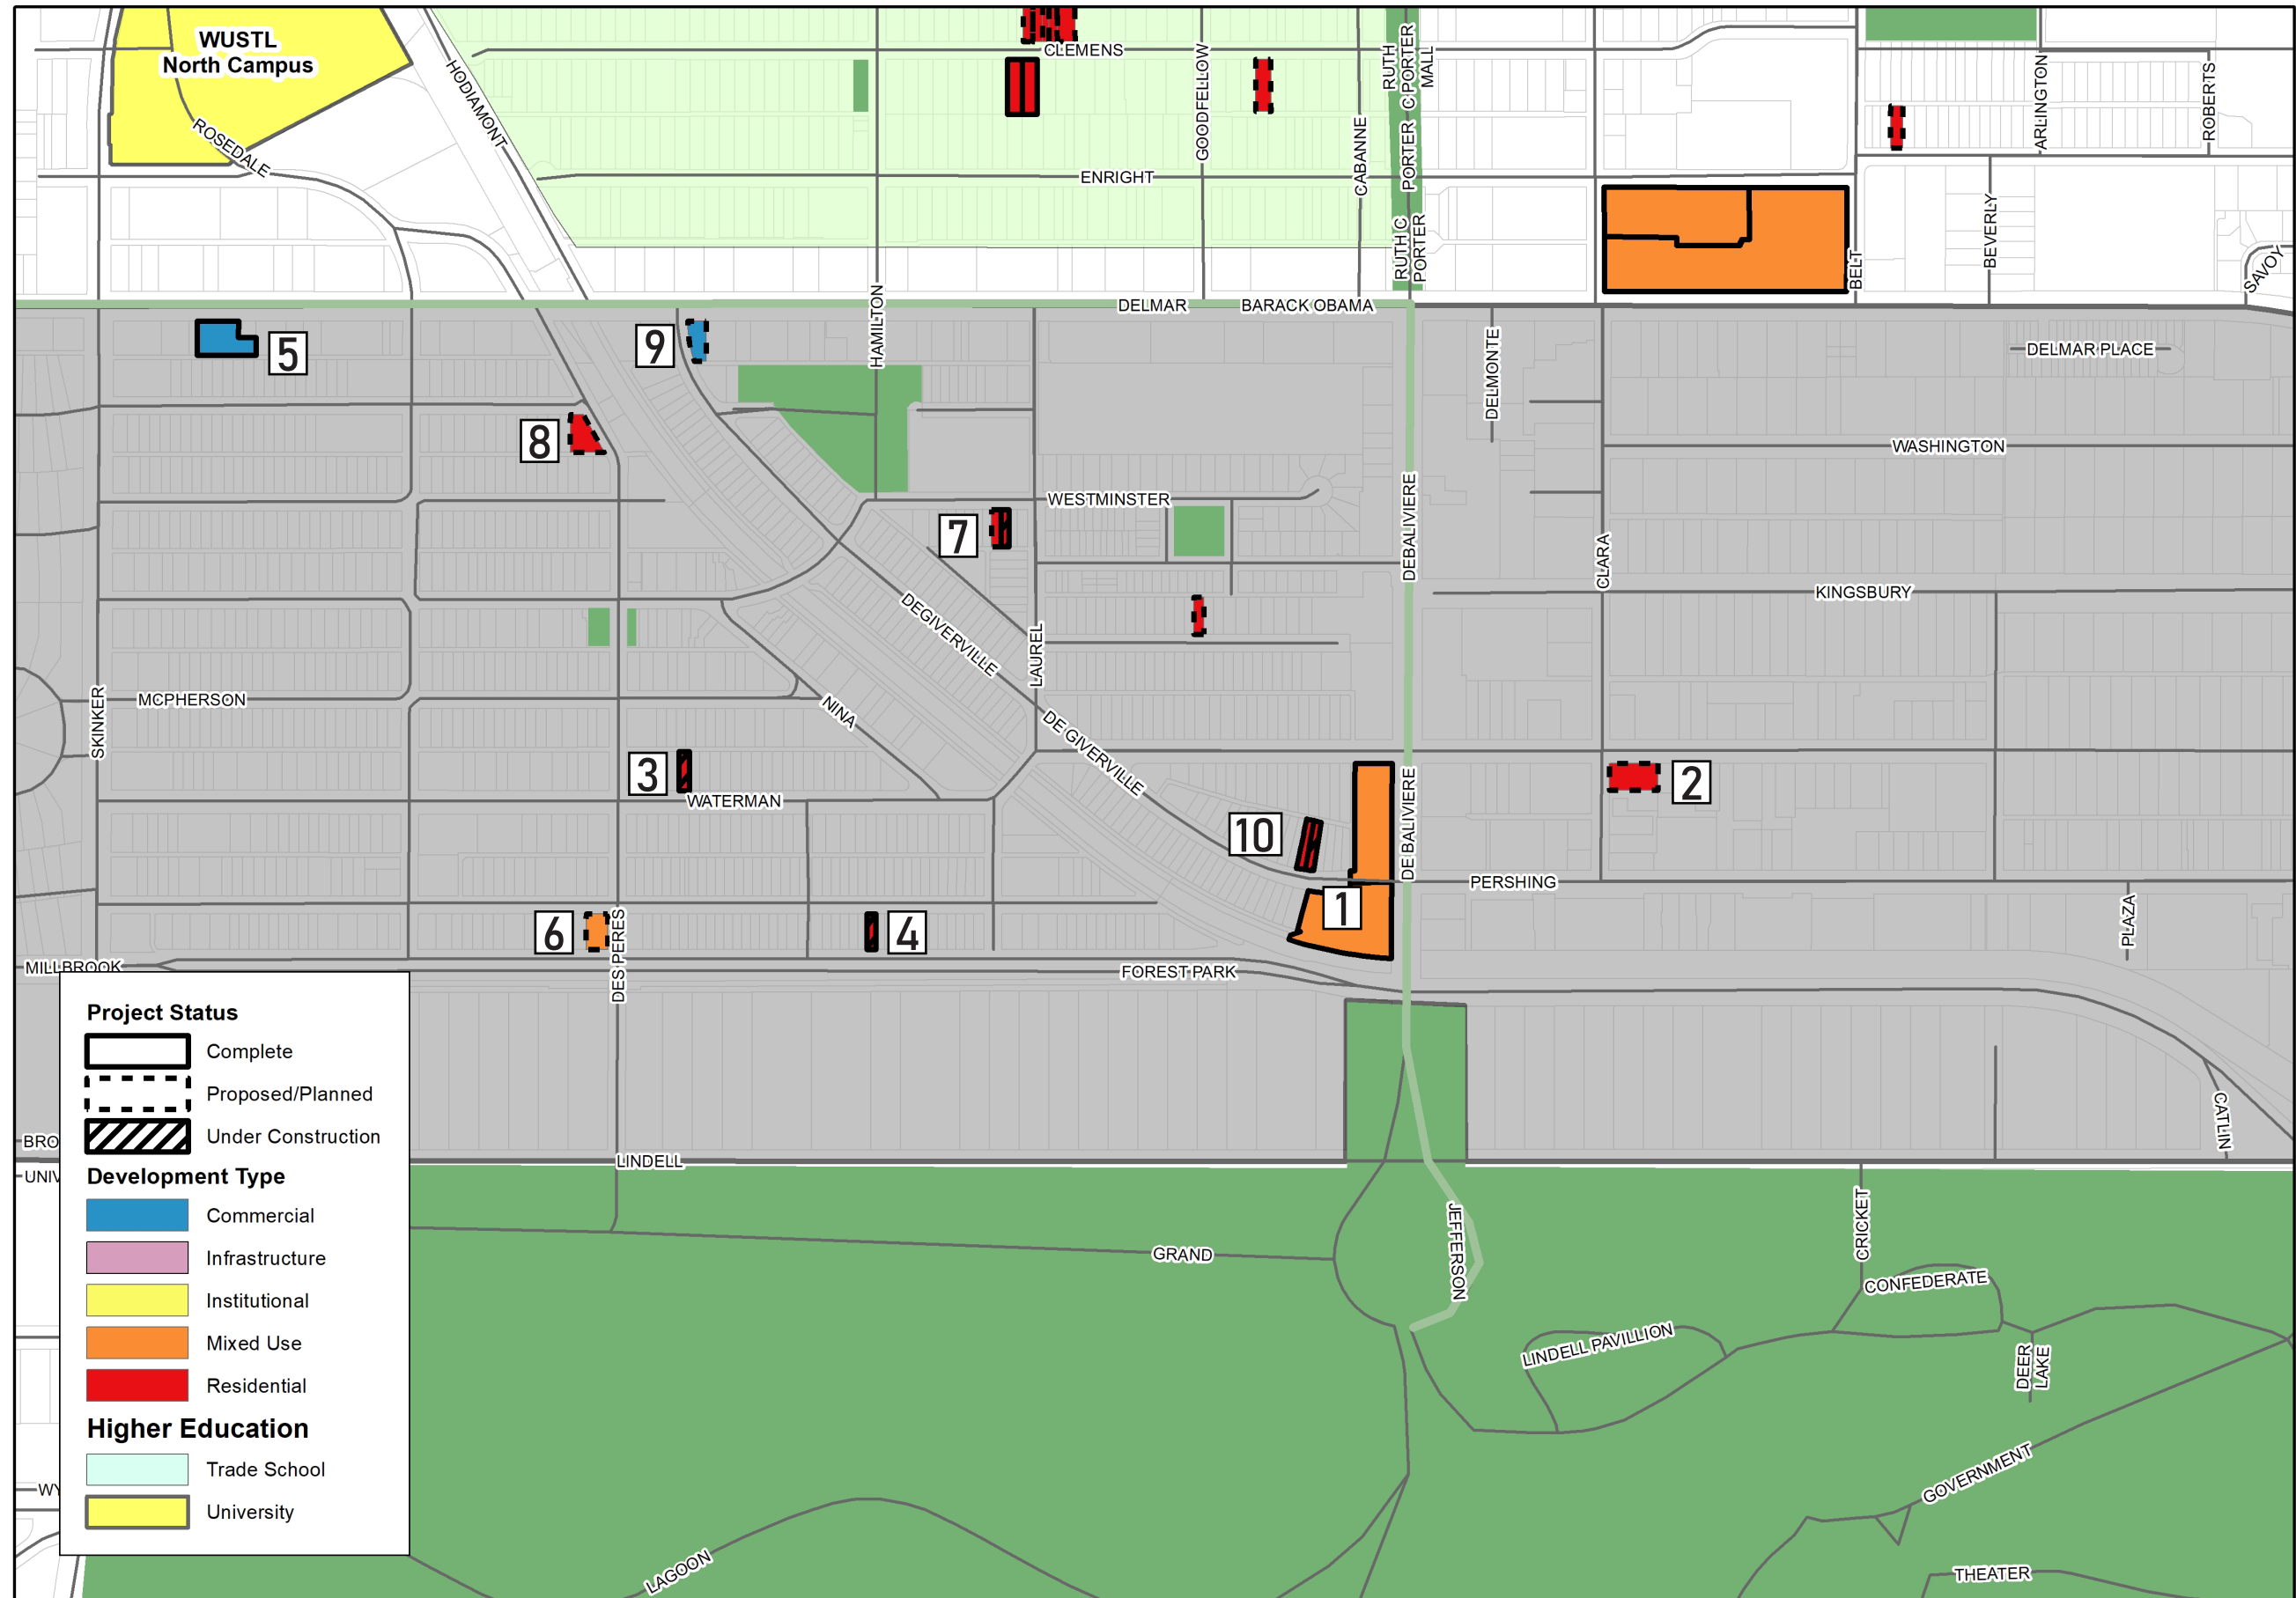 WUSTL
North Campus
CLEMENS
HODIAMONT
GOODFELLOW
CABANNE
RUTH
C PORTER
MALL
PORTER
RUTH C
PORTER
ARLINGTON
ROBERTS
ROSEDALE
ENRIGHT
BELT
BEVERLY
SAVOY
HAMILTON
DELMAR
BARACK OBAMA
5
9
DELMONTE
DELMAR PLACE
8
WASHINGTON
7
WESTMINSTER
DEBALIVIERE
CLARA
KINGSBURY
DEGIVERVILLE
LAUREL
SKINKER
MCPHERSON
NINA
DE GIVERVILLE
3
WATERMAN
10
DE BALIVIERE
2
PERSHING
1
6
DES PERES
4
PLAZA
MILLBROOK
FOREST PARK
CATLIN
BRO
UNIV
LINDELL
WY
Project Status
Complete
Proposed/Planned
Under Construction
Development Type
Commercial
Infrastructure
Institutional
Mixed Use
Residential
Higher Education
Trade School
University
GRAND
JEFFERSON
CRICKET
CONFEDERATE
LINDELL PAVILLION
DEER
LAKE
GOVERNMENT
LAGOON
THEATER